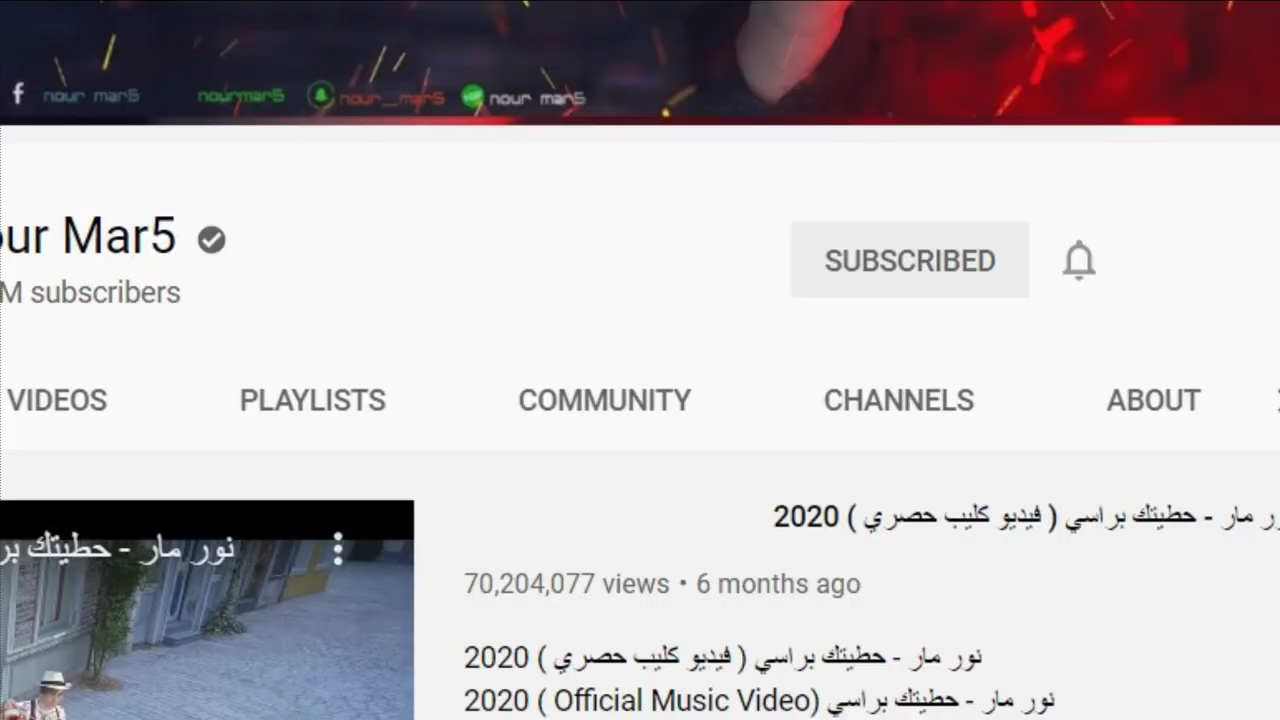 nour mar5 nourmar5 nour_mar5 nour mar5
our Mar5
M subscribers
SUBSCRIBED
VIDEOS PLAYLISTS COMMUNITY CHANNELS ABOUT
نور مار - حطيتك بر
مار - حطيتك براسي ( فيديو كليب حصري ) 2020
70,204,077 views • 6 months ago
نور مار - حطيتك براسي ( فيديو كليب حصري ) 2020
نور مار - حطيتك براسي (Official Music Video ) 2020